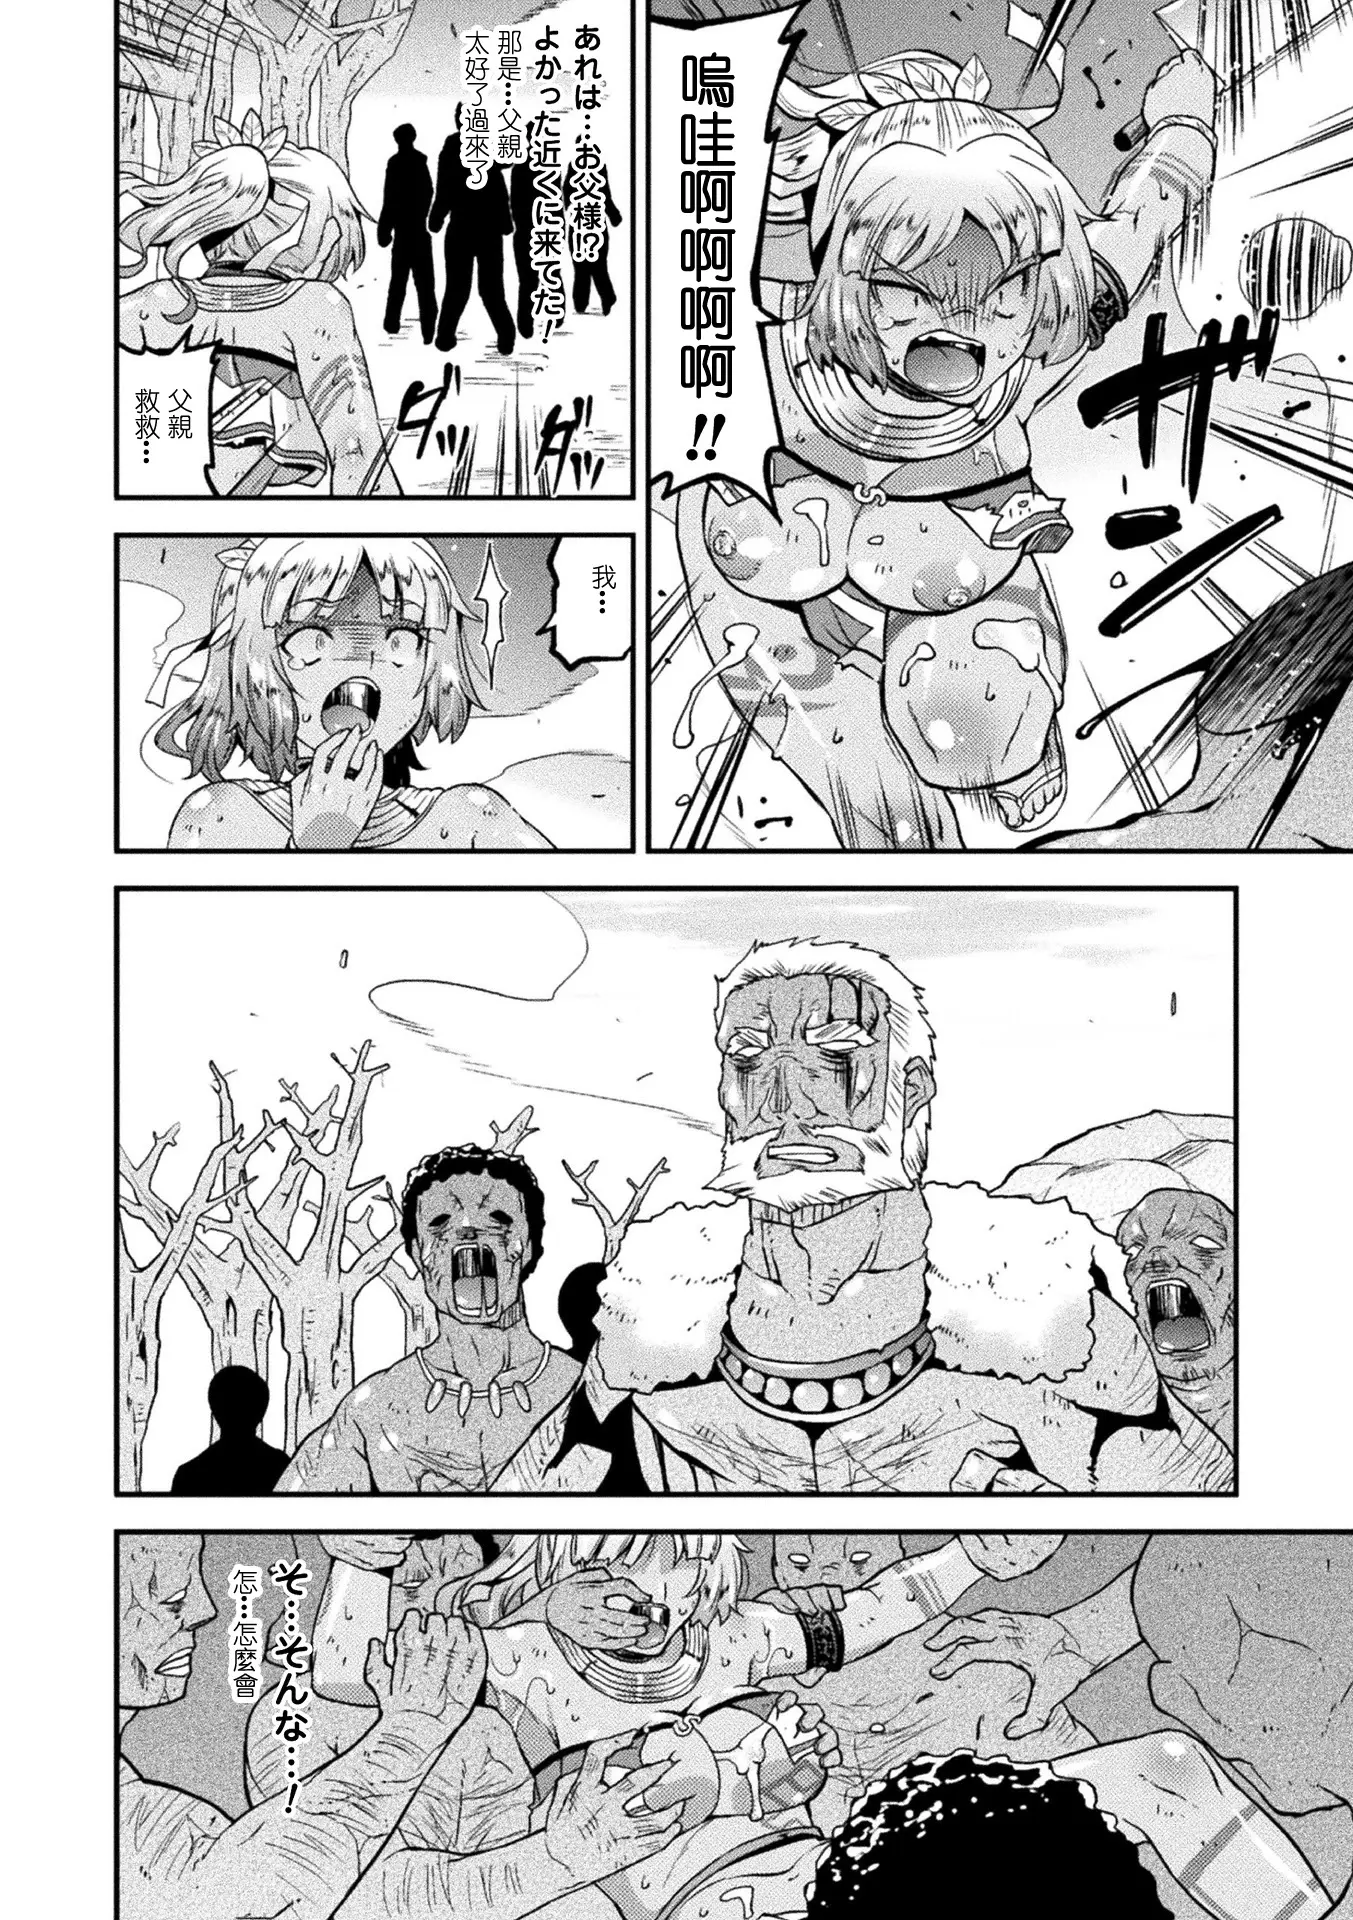 嗚哇啊啊啊啊啊!!
ザ
ッ
あれは…お父様!?
よかった近くに来てた!
那是…父親
太好了過來了
ダッ
ダッ
父親
救救…
我…
そ…そんな…!
怎…怎麼會